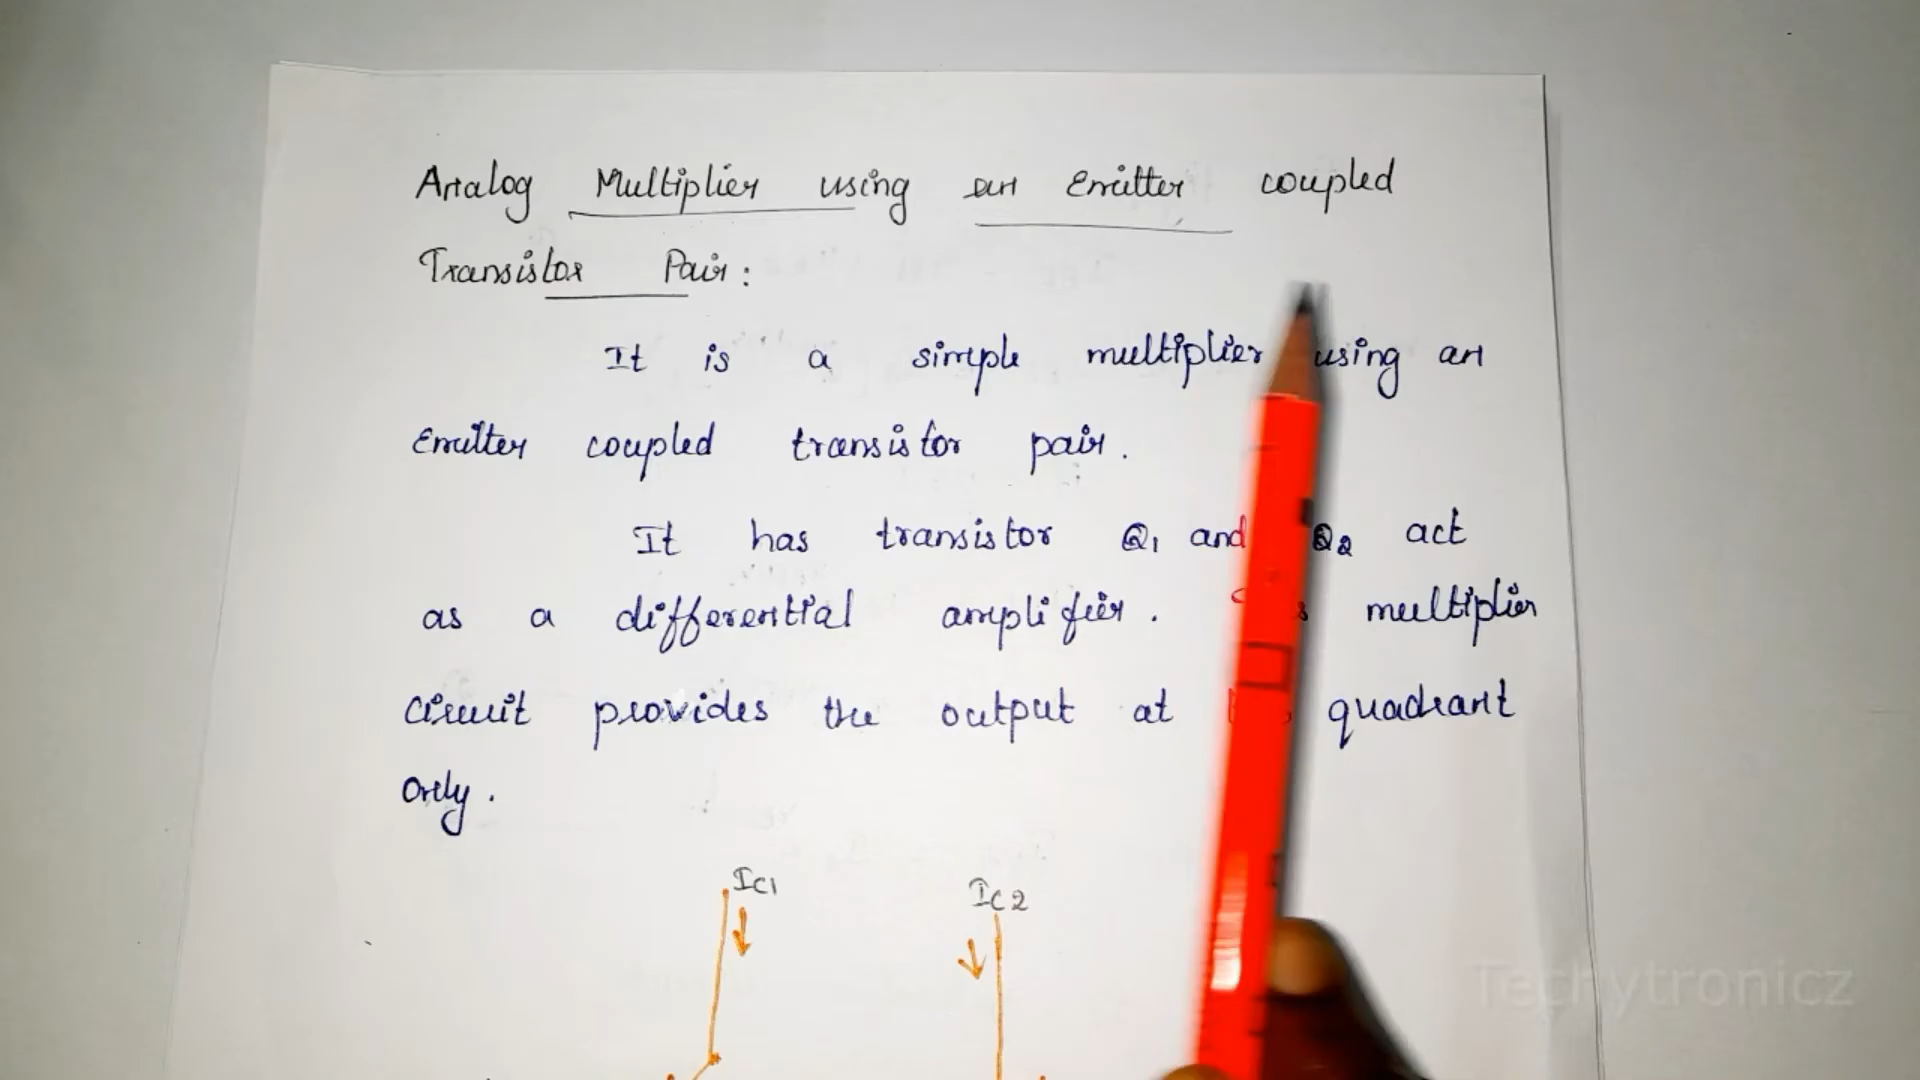 Analog Multiplier using an Emitter coupled
Transistor Pair:
It is a simple multiplier using an
Emitter coupled transistor pair.
It has transistor Q1 and Q2 act
as a differential amplifier. multiplier
circuit provides the output at quadrant
only.
IC1
IC2
Techytronicz